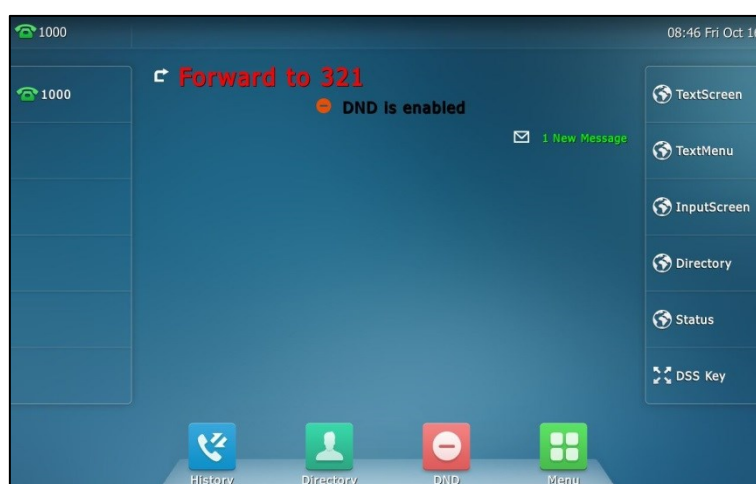 1000
08:46 Fri Oct 1
1000
Forward to 321
DND is enabled
1 New Message
TextScreen
TextMenu
InputScreen
Directory
Status
DSS Key
History
Directory
DND
Menu